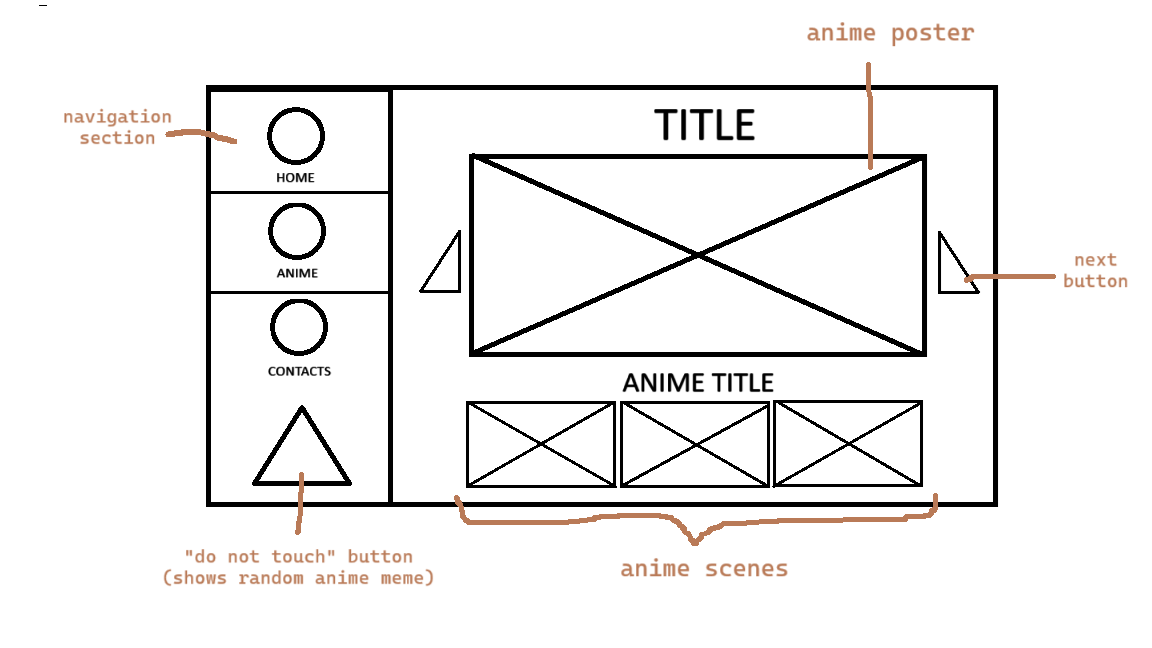 anime poster
navigation
section
TITLE
HOME
ANIME
next
button
CONTACTS
ANIME TITLE
"do not touch" button
(shows random anime meme)
anime scenes